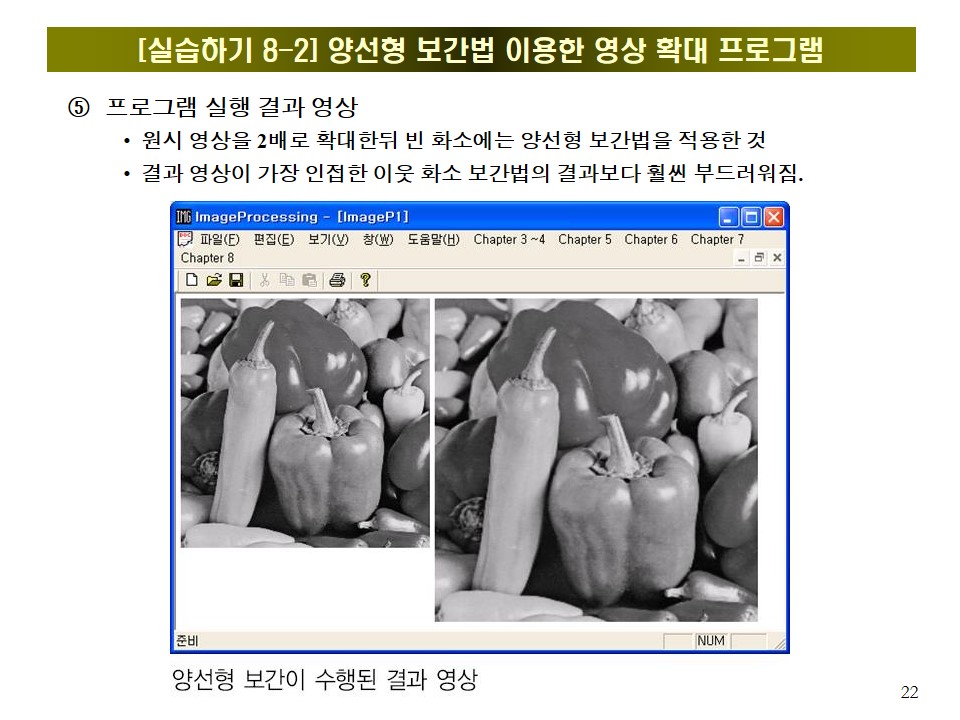 [실습하기 8-2] 양선형 보간법 이용한 영상 확대 프로그램
⑤ 프로그램 실행 결과 영상
• 원시 영상을 2배로 확대한뒤 빈 화소에는 양선형 보간법을 적용한 것
• 결과 영상이 가장 인접한 이웃 화소 보간법의 결과보다 훨씬 부드러워짐.
IMG ImageProcessing - [ImageP1]
파일(F) 편집(E) 보기(V) 창(W) 도움말(H) Chapter 3 ~4 Chapter 5 Chapter 6 Chapter 7
Chapter 8
준비 NUM
양선형 보간이 수행된 결과 영상
22